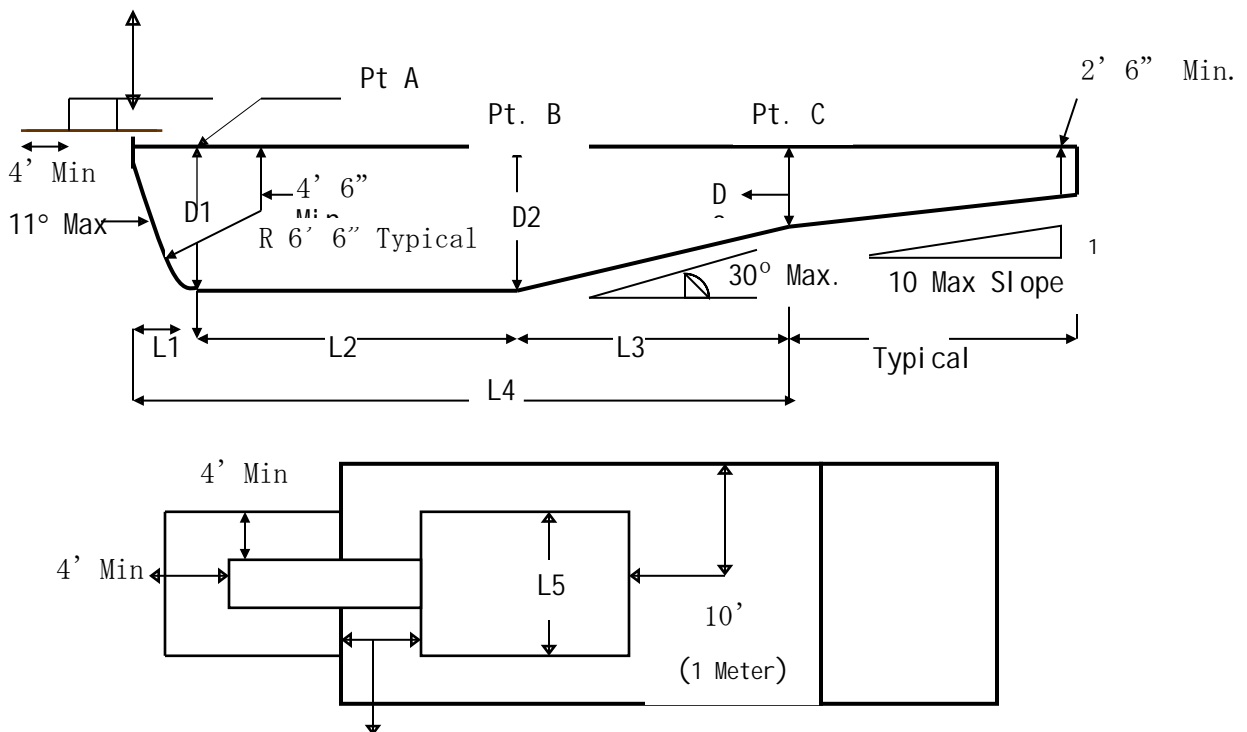 Pt A
2' 6” Min.
Pt. B
Pt. C
4' Min
4' 6”
D1
D2
D
11° Max
R 6' 6” Typical
30° Max.
1
10 Max Slope
L1
L2
L3
Typical
L4
4' Min
4' Min
L5
10'
(1 Meter)